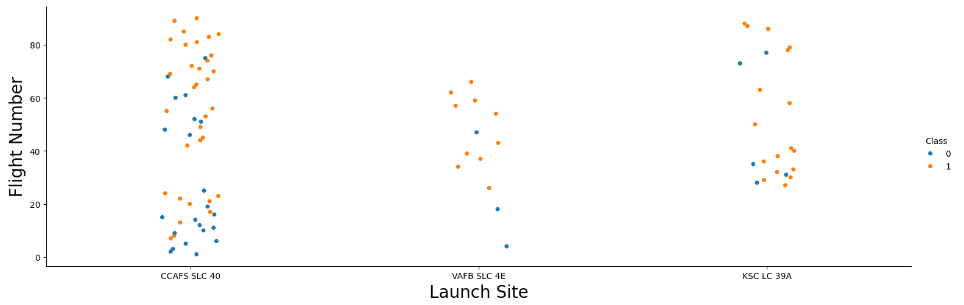 80
60
40
20
0
Flight Number
CCAFS SLC 40
VAFB SLC 4E
KSC LC 39A
Launch Site
Class
0
1